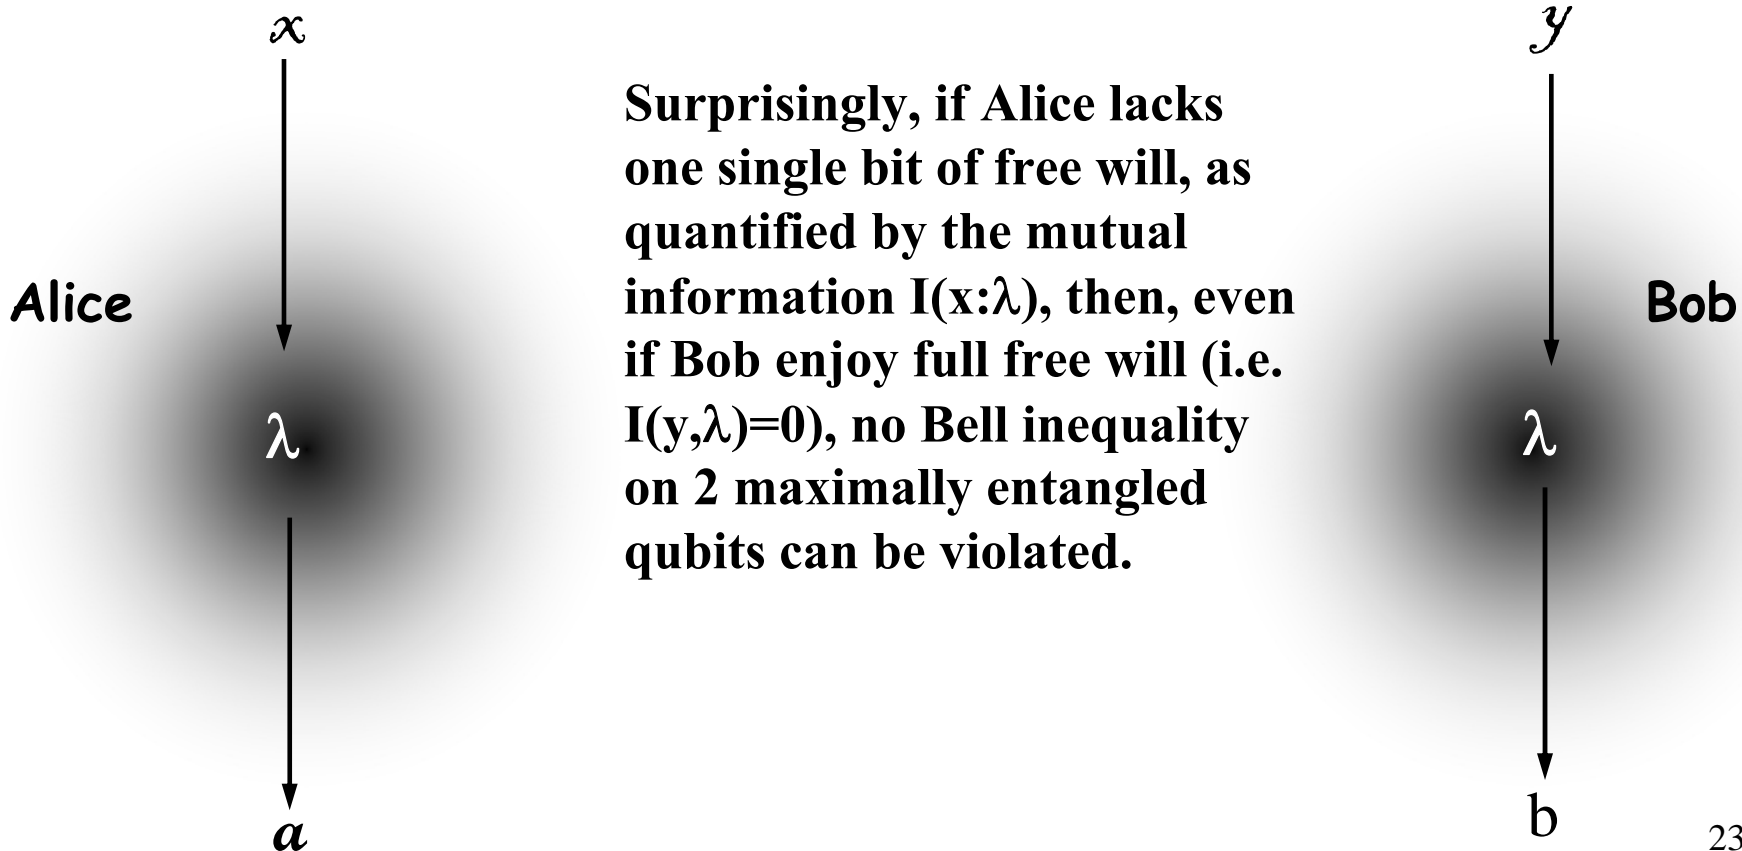 x
y
Surprisingly, if Alice lacks
one single bit of free will, as
quantified by the mutual
information I(x:λ), then, even
if Bob enjoy full free will (i.e.
I(y,λ)=0), no Bell inequality
on 2 maximally entangled
qubits can be violated.
Alice
Bob
λ
λ
a
b
23